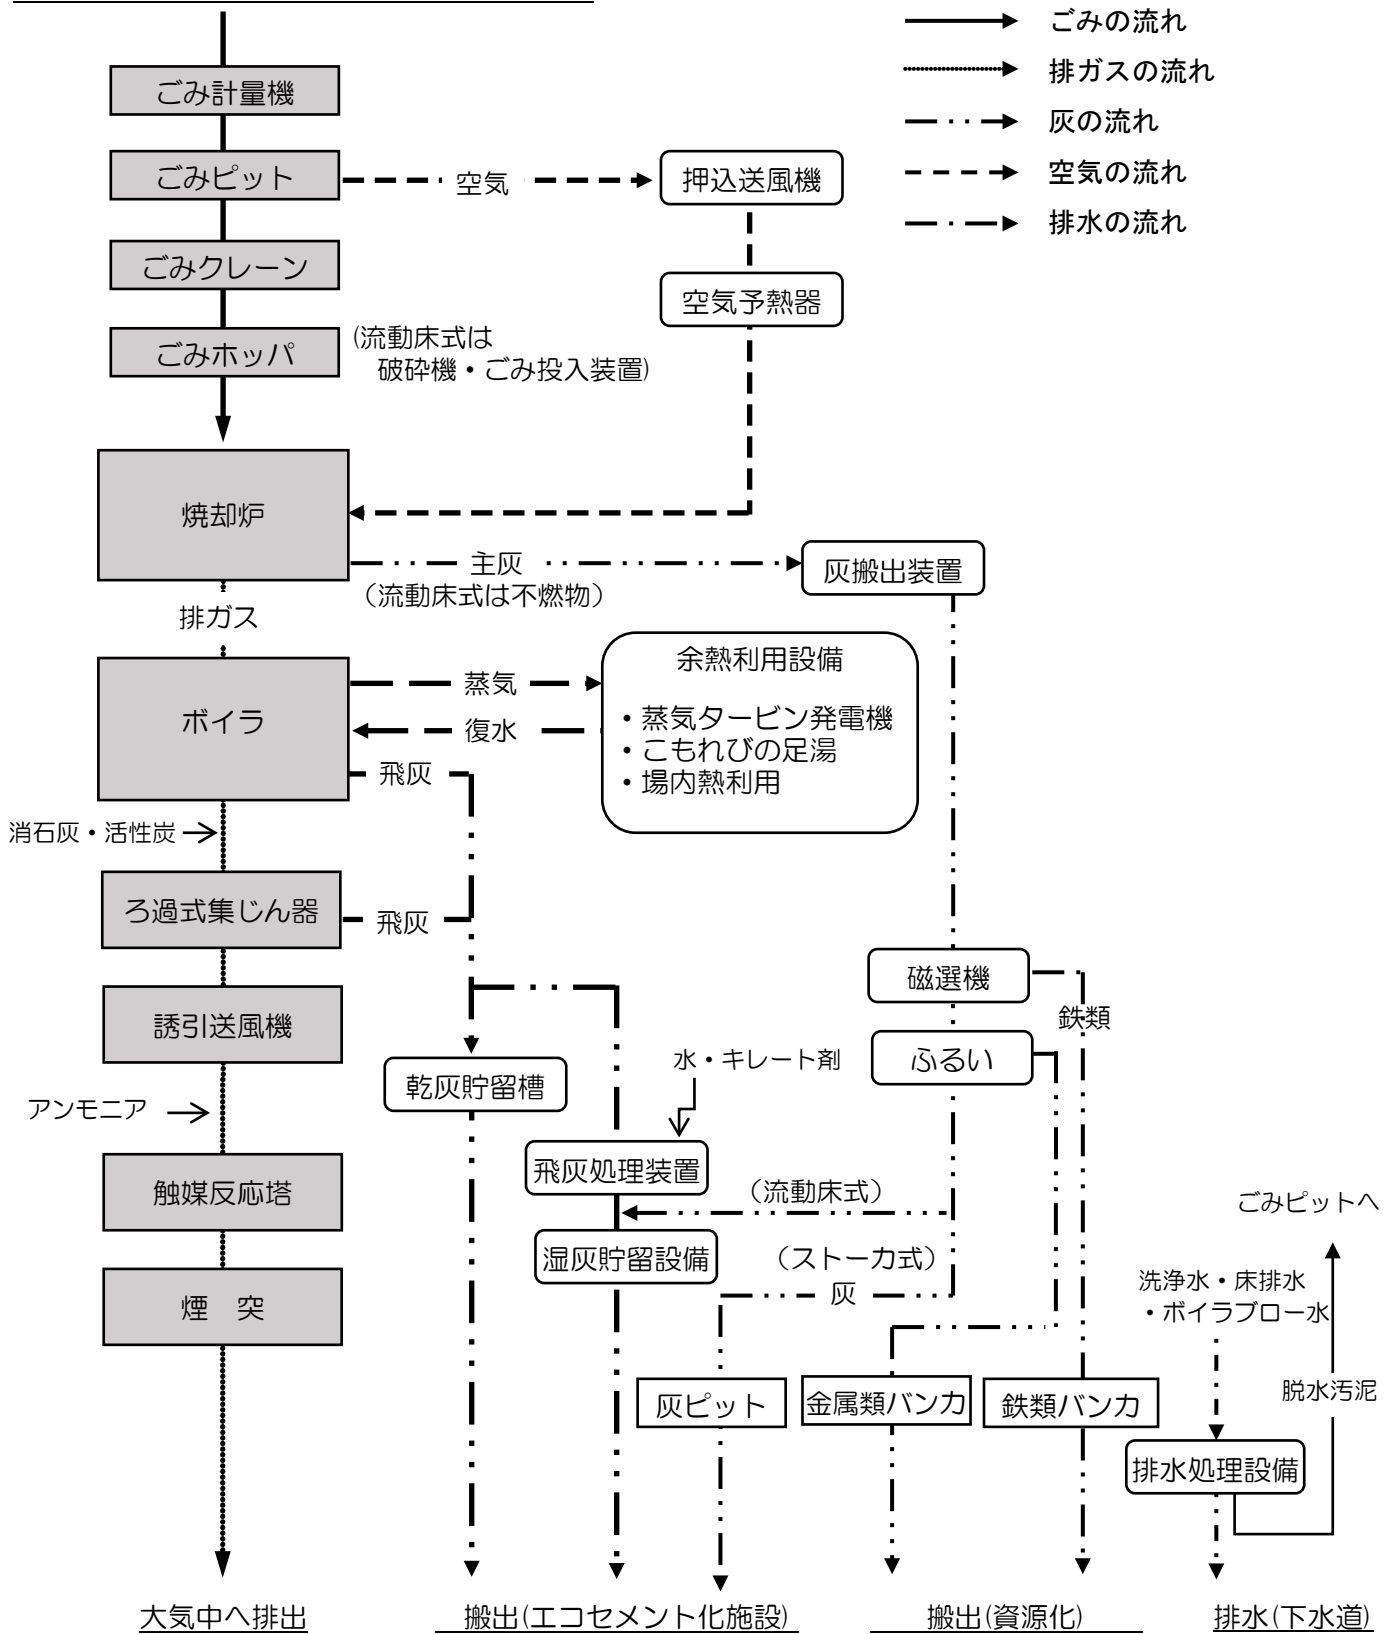 ごみの流れ
排ガスの流れ
灰の流れ
空気の流れ
排水の流れ
ごみ計量機
ごみピット
空気
押込送風機
ごみクレーン
空気予熱器
ごみホッパ
(流動床式は
破砕機・ごみ投入装置)
焼却炉
主灰
(流動床式は不燃物)
灰搬出装置
排ガス
ボイラ
蒸気
復水
飛灰
余熱利用設備
・蒸気タービン発電機
・こもれびの足湯
・場内熱利用
消石灰・活性炭
ろ過式集じん器
飛灰
磁選機
鉄類
誘引送風機
ふるい
乾灰貯留槽
水・キレート剤
アンモニア
飛灰処理装置
触媒反応塔
(流動床式)
ごみピットへ
湿灰貯留設備
(ストーカ式)
灰
洗浄水・床排水
・ボイラブロー水
煙 突
灰ピット
金属類バンカ
鉄類バンカ
脱水汚泥
排水処理設備
大気中へ排出
搬出(エコセメント化施設)
搬出(資源化)
排水(下水道)